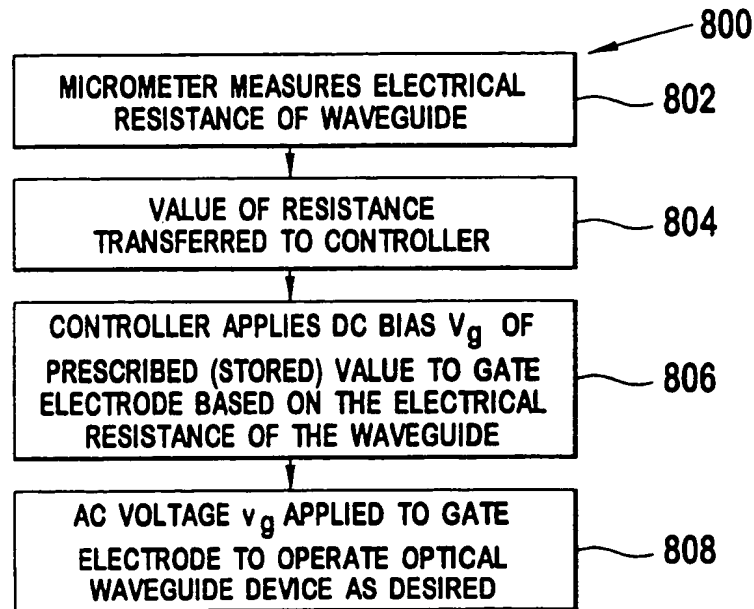 800
MICROMETER MEASURES ELECTRICAL
RESISTANCE OF WAVEGUIDE
802
VALUE OF RESISTANCE
TRANSFERRED TO CONTROLLER
804
CONTROLLER APPLIES DC BIAS Vg OF
PRESCRIBED (STORED) VALUE TO GATE
ELECTRODE BASED ON THE ELECTRICAL
RESISTANCE OF THE WAVEGUIDE
806
AC VOLTAGE vg APPLIED TO GATE
ELECTRODE TO OPERATE OPTICAL
WAVEGUIDE DEVICE AS DESIRED
808